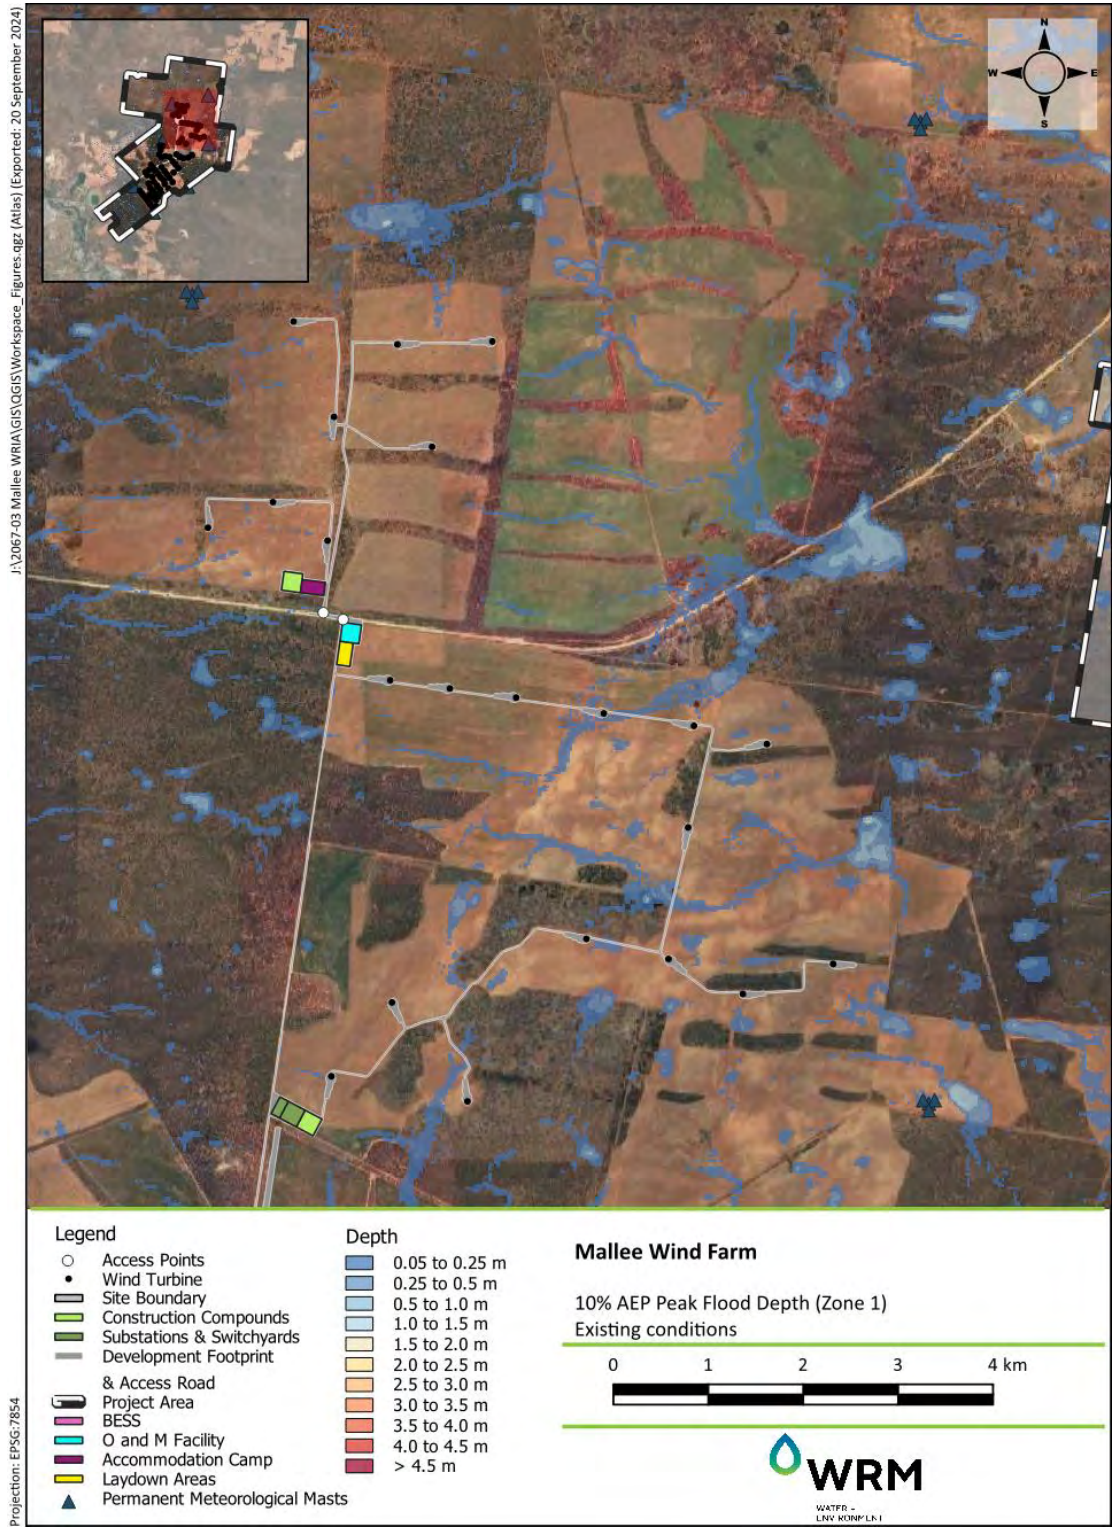 J:\2067-03 Mallee WRIA\GIS\QGIS\Workspace_Figures.qgz (Atlas) (Exported: 20 September 2024)
N
W
E
S
Legend
Access Points
Wind Turbine
Site Boundary
Construction Compounds
Substations & Switchyards
Development Footprint
& Access Road
Project Area
BESS
O and M Facility
Accommodation Camp
Laydown Areas
Permanent Meteorological Masts
Depth
0.05 to 0.25 m
0.25 to 0.5 m
0.5 to 1.0 m
1.0 to 1.5 m
1.5 to 2.0 m
2.0 to 2.5 m
2.5 to 3.0 m
3.0 to 3.5 m
3.5 to 4.0 m
4.0 to 4.5 m
> 4.5 m
Mallee Wind Farm
10% AEP Peak Flood Depth (Zone 1)
Existing conditions
0 1 2 3 4 km
WRM
WATER +
ENVIRONMENT
Projection: EPSG:7854